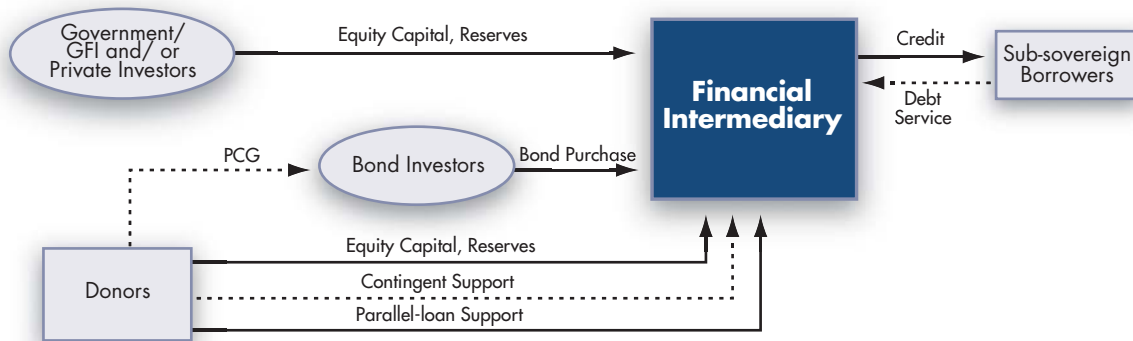 Government/
GFI and/ or
Private Investors
Equity Capital, Reserves
Financial
Intermediary
Credit
Sub-sovereign
Borrowers
Debt
Service
PCG
Bond Investors
Bond Purchase
Donors
Equity Capital, Reserves
Contingent Support
Parallel-loan Support